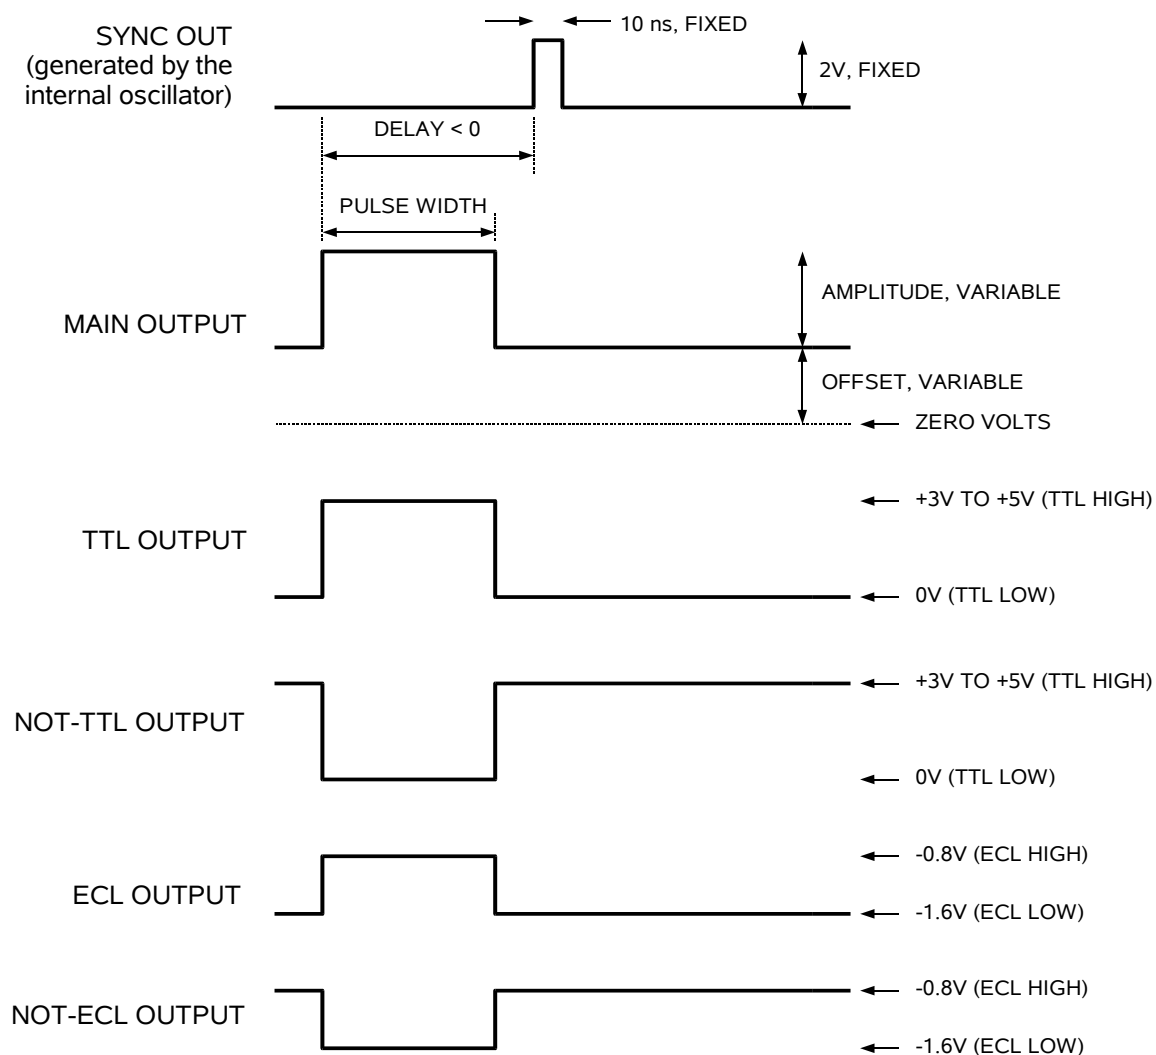 10 ns, FIXED
SYNC OUT
(generated by the
internal oscillator)
2V, FIXED
DELAY < 0
PULSE WIDTH
AMPLITUDE, VARIABLE
MAIN OUTPUT
OFFSET, VARIABLE
ZERO VOLTS
+3V TO +5V (TTL HIGH)
TTL OUTPUT
0V (TTL LOW)
+3V TO +5V (TTL HIGH)
NOT-TTL OUTPUT
0V (TTL LOW)
-0.8V (ECL HIGH)
ECL OUTPUT
-1.6V (ECL LOW)
-0.8V (ECL HIGH)
NOT-ECL OUTPUT
-1.6V (ECL LOW)